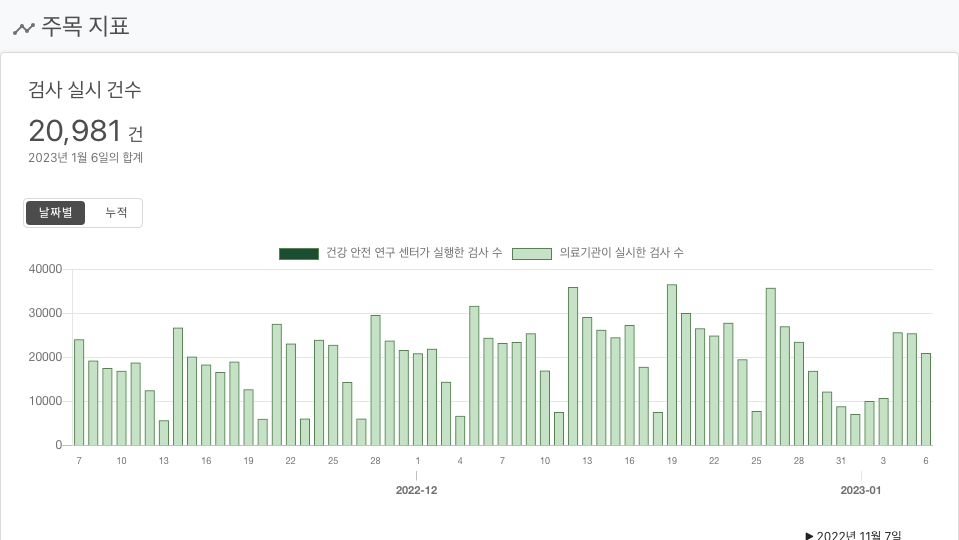 주목 지표
검사 실시 건수
20,981 건
2023년 1월 6일의 합계
날짜별 누적
건강 안전 연구 센터가 실행한 검사 수 의료기관이 실시한 검사 수
40000
30000
20000
10000
0
7 10 13 16 19 22 25 28 1 4 7 10 13 16 19 22 25 28 31 3 6
2022-12 2023-01
▶ 2022년 11월 7일